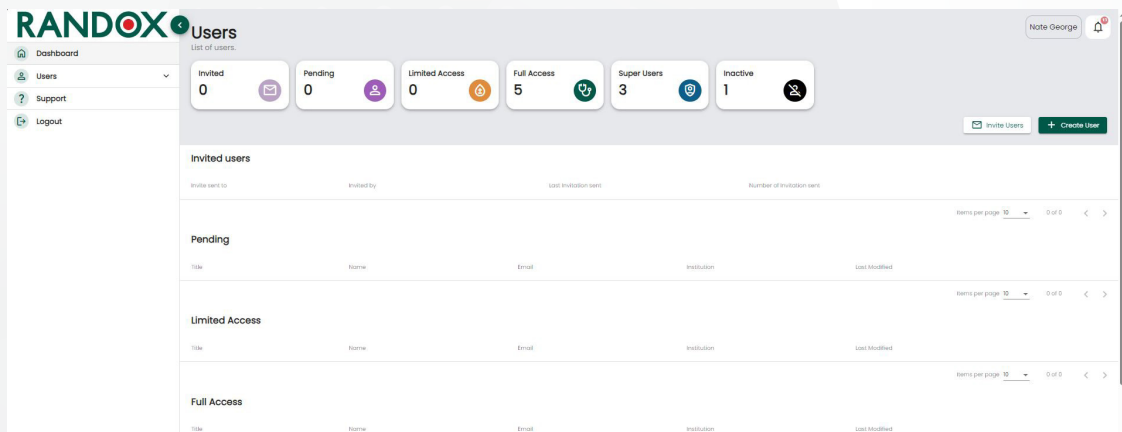 RANDOX
Dashboard
Users
Support
Logout
Users
List of users.
Nate George
Invited
0
Pending
0
Limited Access
0
Full Access
5
Super Users
3
Inactive
1
Invite Users
+ Create User
Invited users
Invite sent to Invited by Last invitation sent Number of invitation sent
Items per page 10 0 of 0
Pending
Title Name Email Institution Last Modified
Items per page 10 0 of 0
Limited Access
Title Name Email Institution Last Modified
Items per page 10 0 of 0
Full Access
Title Name Email Institution Last Modified